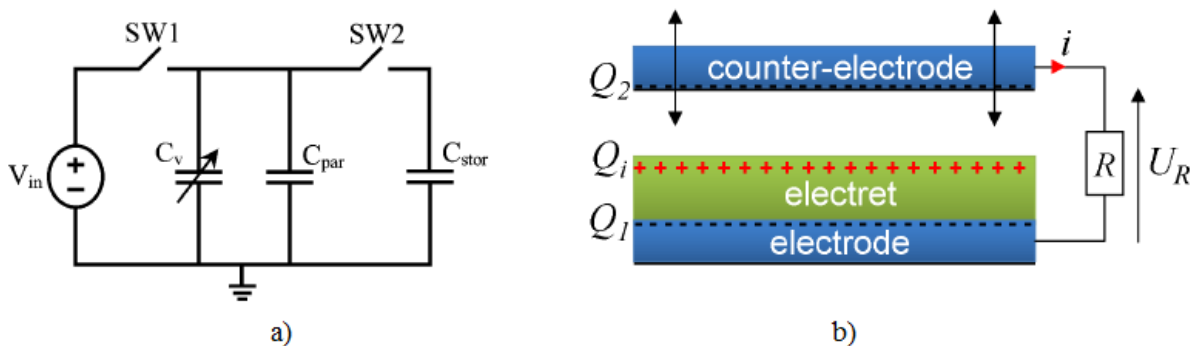 SW1
SW2
V_in
C_v
C_par
C_stor
a)
counter-electrode
Q_2
i
Q_i
+ + + + + + + + + + + + + + + +
electret
Q_1
electrode
R
U_R
b)